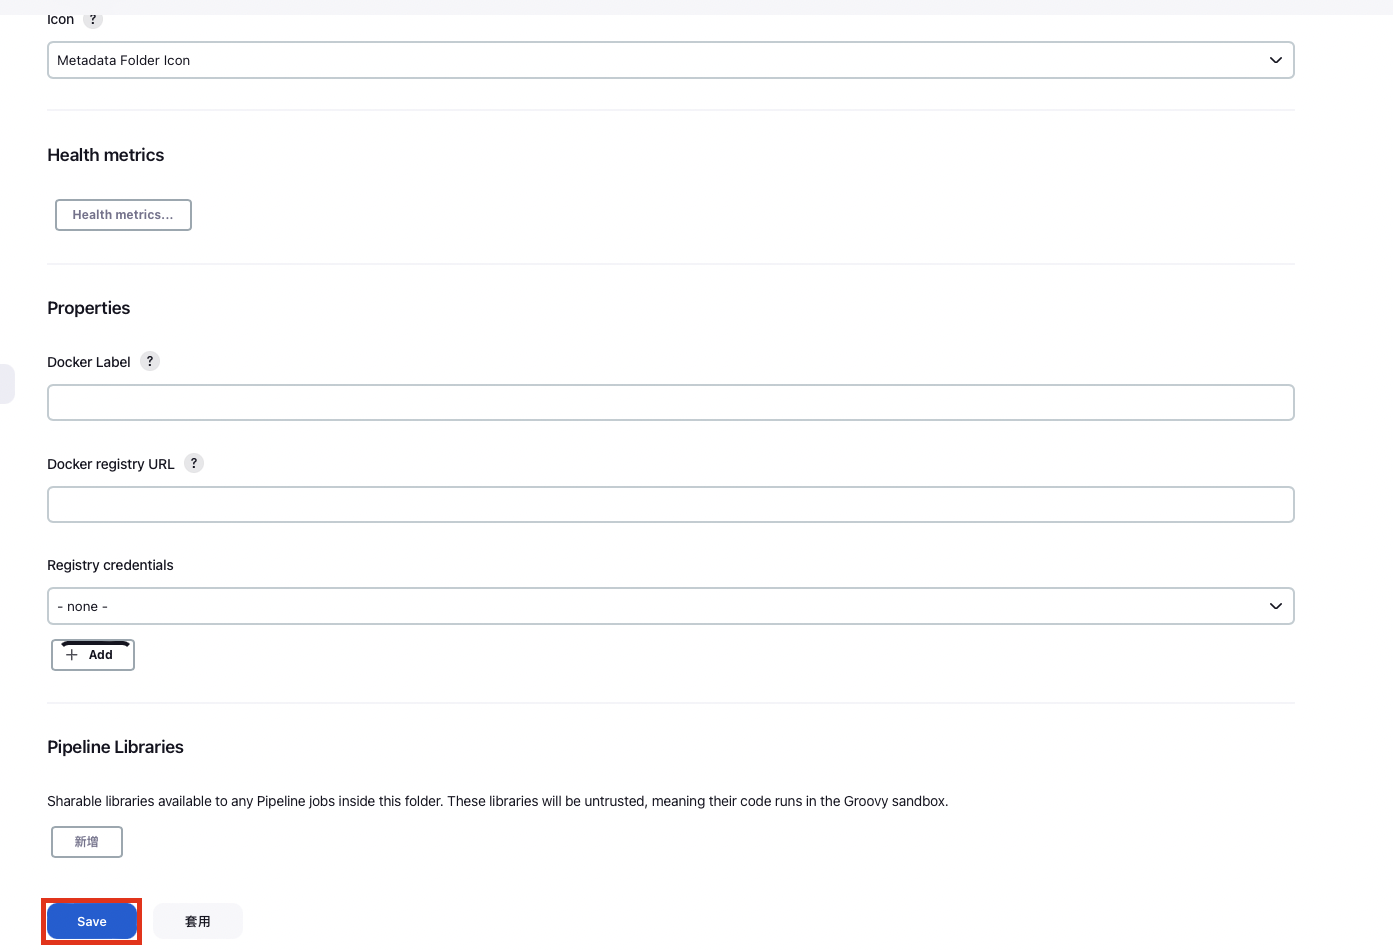 Icon ?
Metadata Folder Icon
Health metrics
Health metrics...
Properties
Docker Label ?
Docker registry URL ?
Registry credentials
- none -
+ Add
Pipeline Libraries
Sharable libraries available to any Pipeline jobs inside this folder. These libraries will be untrusted, meaning their code runs in the Groovy sandbox.
新增
Save 套用